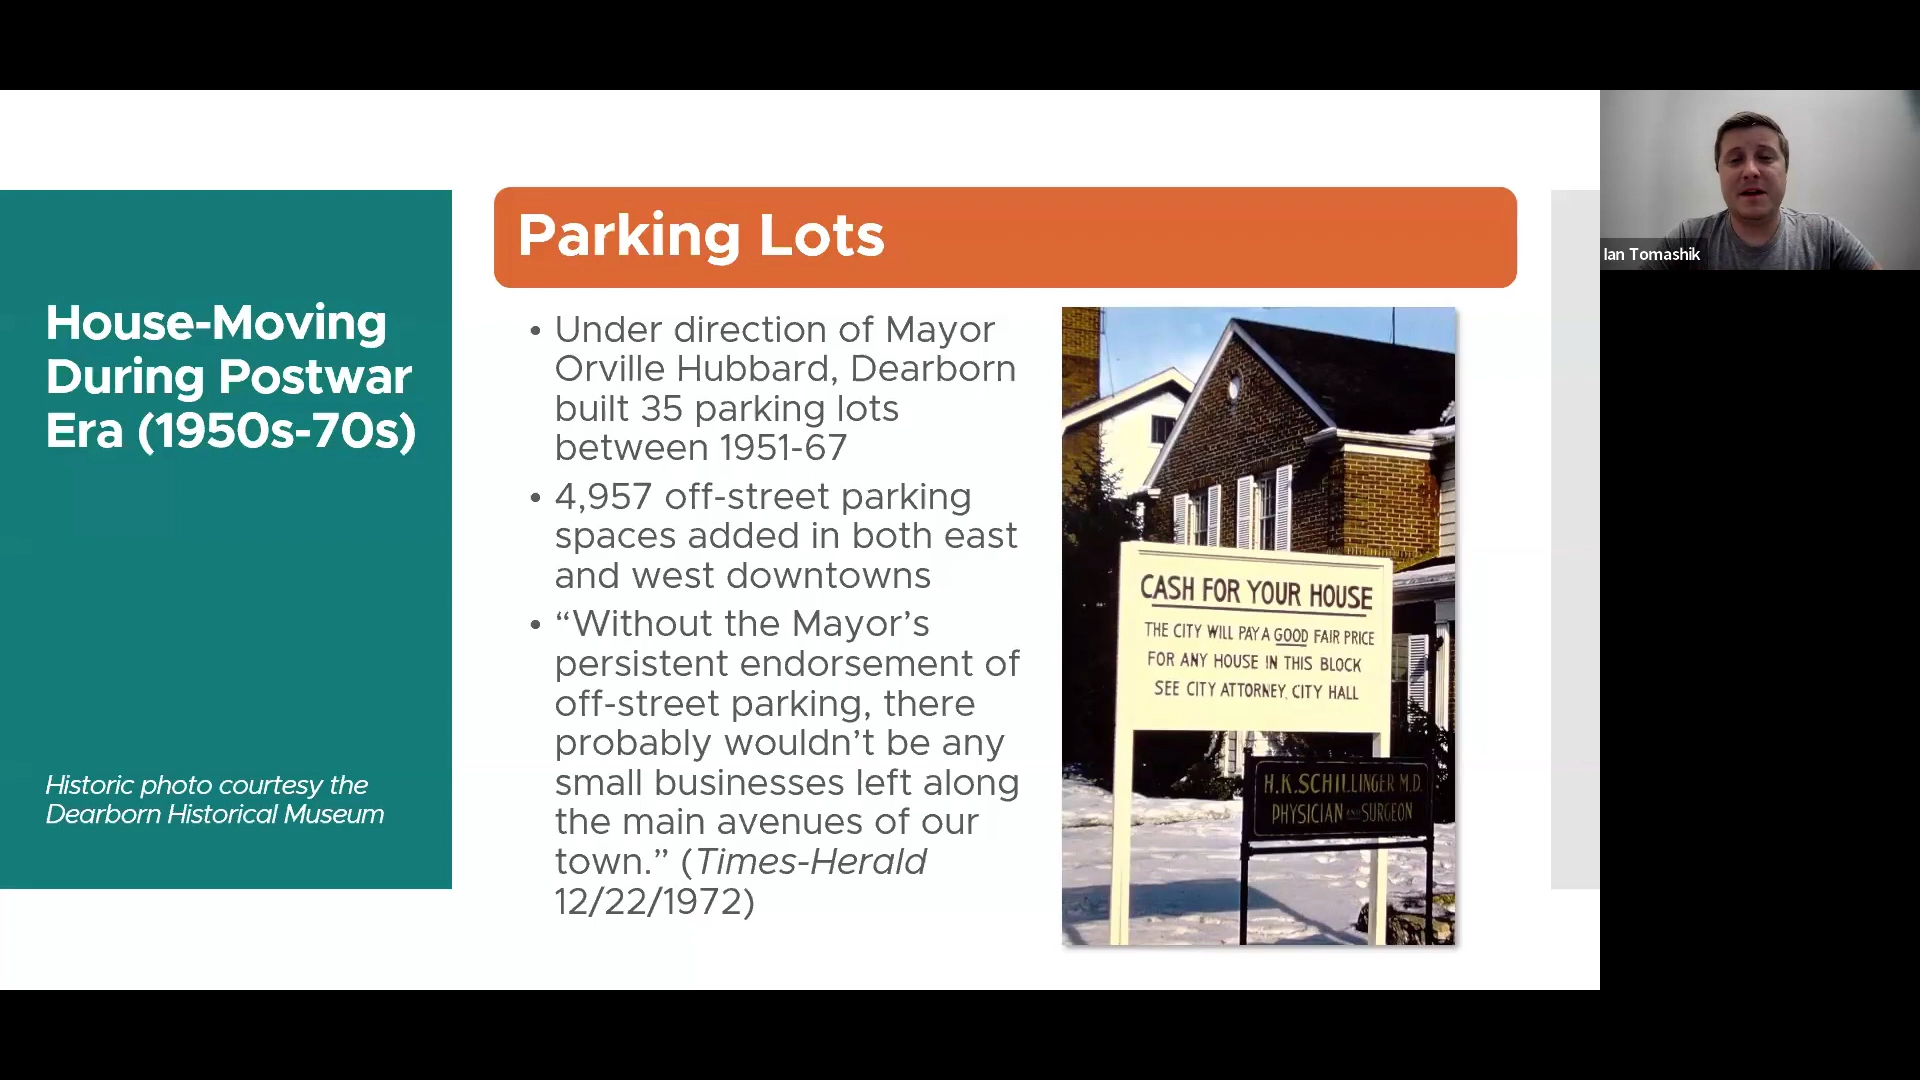 House-Moving
During Postwar
Era (1950s-70s)
Historic photo courtesy the
Dearborn Historical Museum
Parking Lots
• Under direction of Mayor
Orville Hubbard, Dearborn
built 35 parking lots
between 1951-67
• 4,957 off-street parking
spaces added in both east
and west downtowns
• “Without the Mayor’s
persistent endorsement of
off-street parking, there
probably wouldn’t be any
small businesses left along
the main avenues of our
town.” (Times-Herald
12/22/1972)
CASH FOR YOUR HOUSE
THE CITY WILL PAY A GOOD FAIR PRICE
FOR ANY HOUSE IN THIS BLOCK
SEE CITY ATTORNEY, CITY HALL
H.K. SCHILLINGER M.D.
PHYSICIAN AND SURGEON
Ian Tomashik